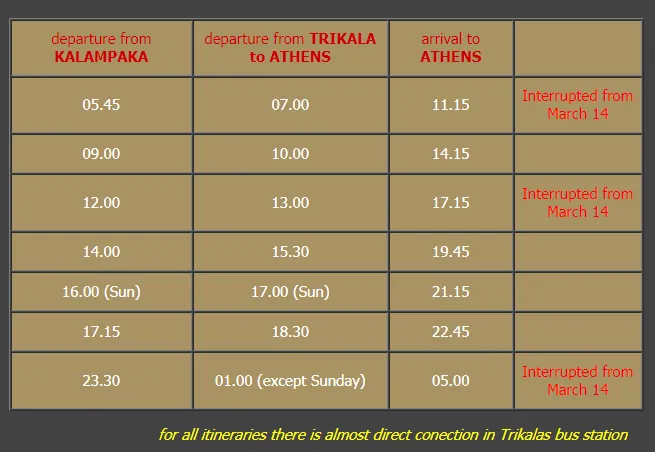 departure from departure from TRIKALA arrival to
KALAMPAKA to ATHENS ATHENS
05.45 07.00 11.15 Interrupted from
March 14
09.00 10.00 14.15
12.00 13.00 17.15 Interrupted from
March 14
14.00 15.30 19.45
16.00 (Sun) 17.00 (Sun) 21.15
17.15 18.30 22.45
23.30 01.00 (except Sunday) 05.00 Interrupted from
March 14
for all itineraries there is almost direct conection in Trikalas bus station